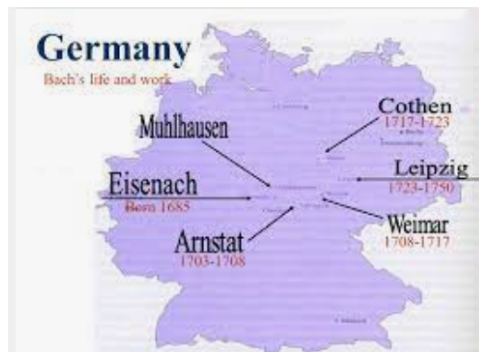 Germany
Bach's life and work
Cothen
1717-1723
Muhlhausen
Leipzig
1723-1750
Eisenach
Born 1685
Weimar
1708-1717
Arnstat
1703-1708